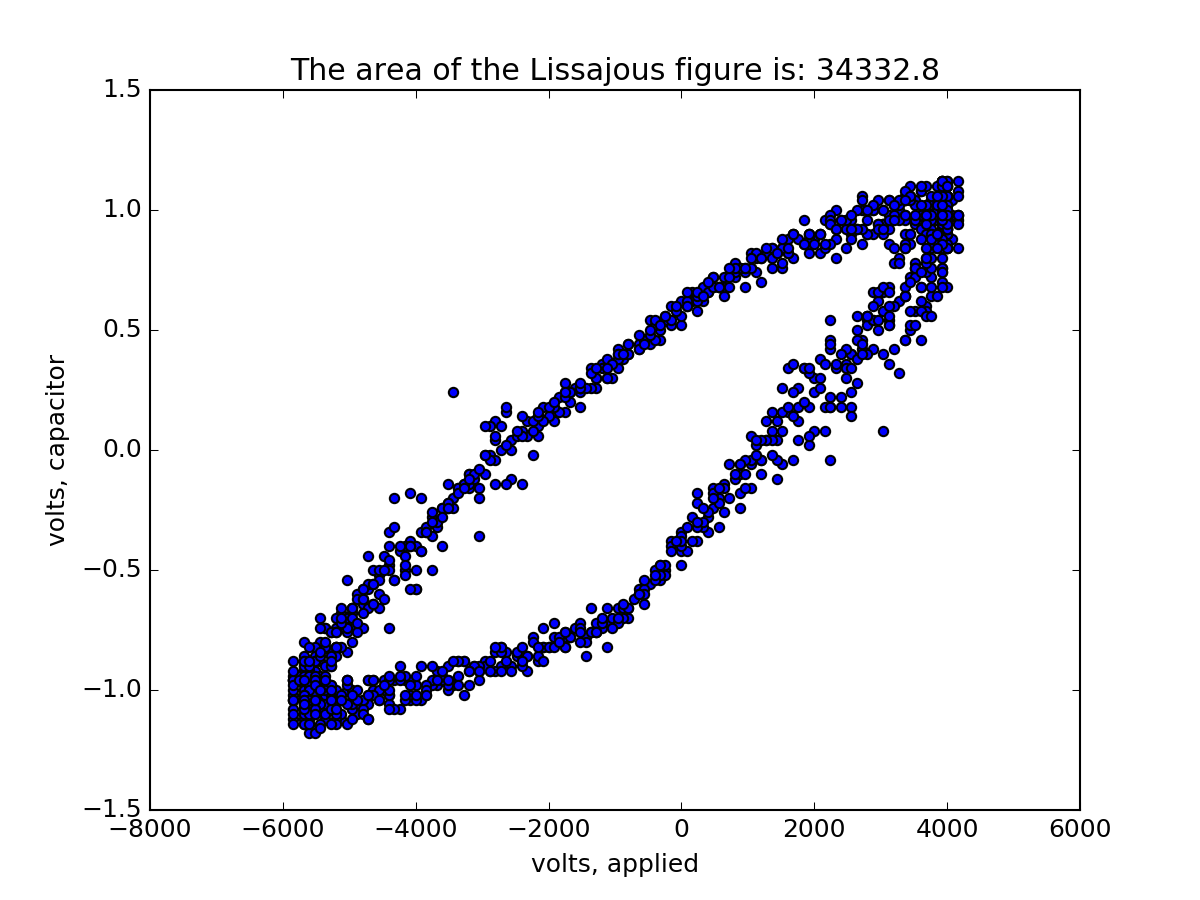 The area of the Lissajous figure is: 34332.8
1.5
1.0
0.5
0.0
−0.5
−1.0
−1.5
volts, capacitor
−8000 −6000 −4000 −2000 0 2000 4000 6000
volts, applied